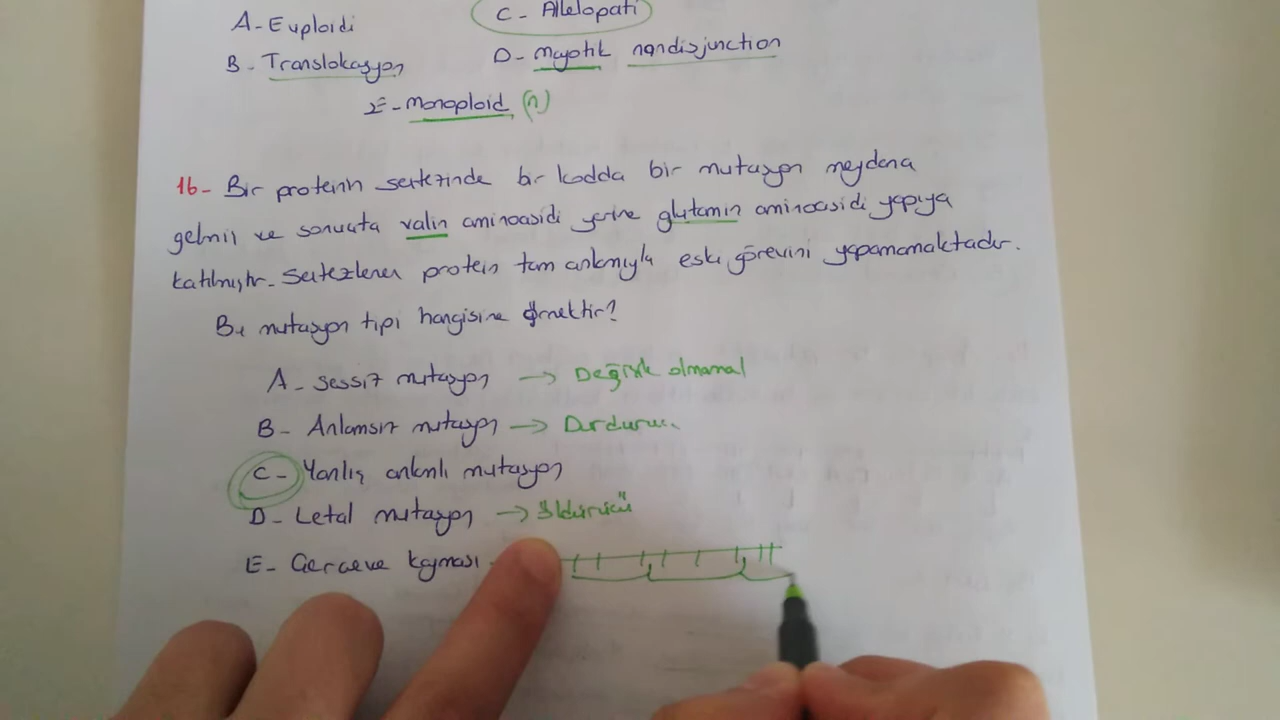 A- Euploidi
C- Allelopati
B- Translokasyon
D- Mayotik nondisjunction
E- Monoploid (n)
16- Bir proteinin sentezinde bir kodda bir mutasyon meydana
gelmiş ve sonuçta valin aminoasidi yerine glutamin aminoasidi yapıya
katılmıştır. Sentezlenen protein tam anlamıyla eski görevini yapamamaktadır.
Bu mutasyon tipi hangisine örnektir?
A- Sessiz mutasyon → Değişik olmama
B- Anlamsız mutasyon → Durdurucu
C- Yanlış anlamlı mutasyon
D- Letal mutasyon → Öldürücü
E- Çerçeve kayması